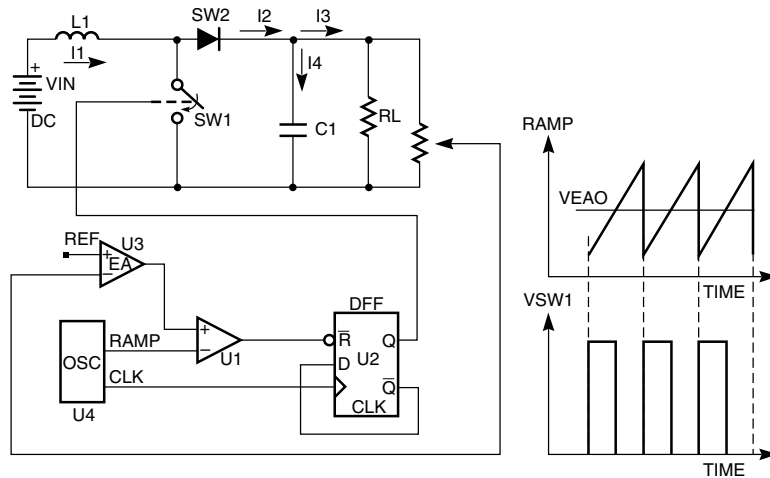 L1
SW2
I2
I3
I1
I4
+
VIN
DC
SW1
C1
RL
REF
U3
+
EA
−
DFF
+
−
U1
R̅
Q
U2
D
Q̅
CLK
OSC
RAMP
CLK
U4
RAMP
VEAO
TIME
VSW1
TIME